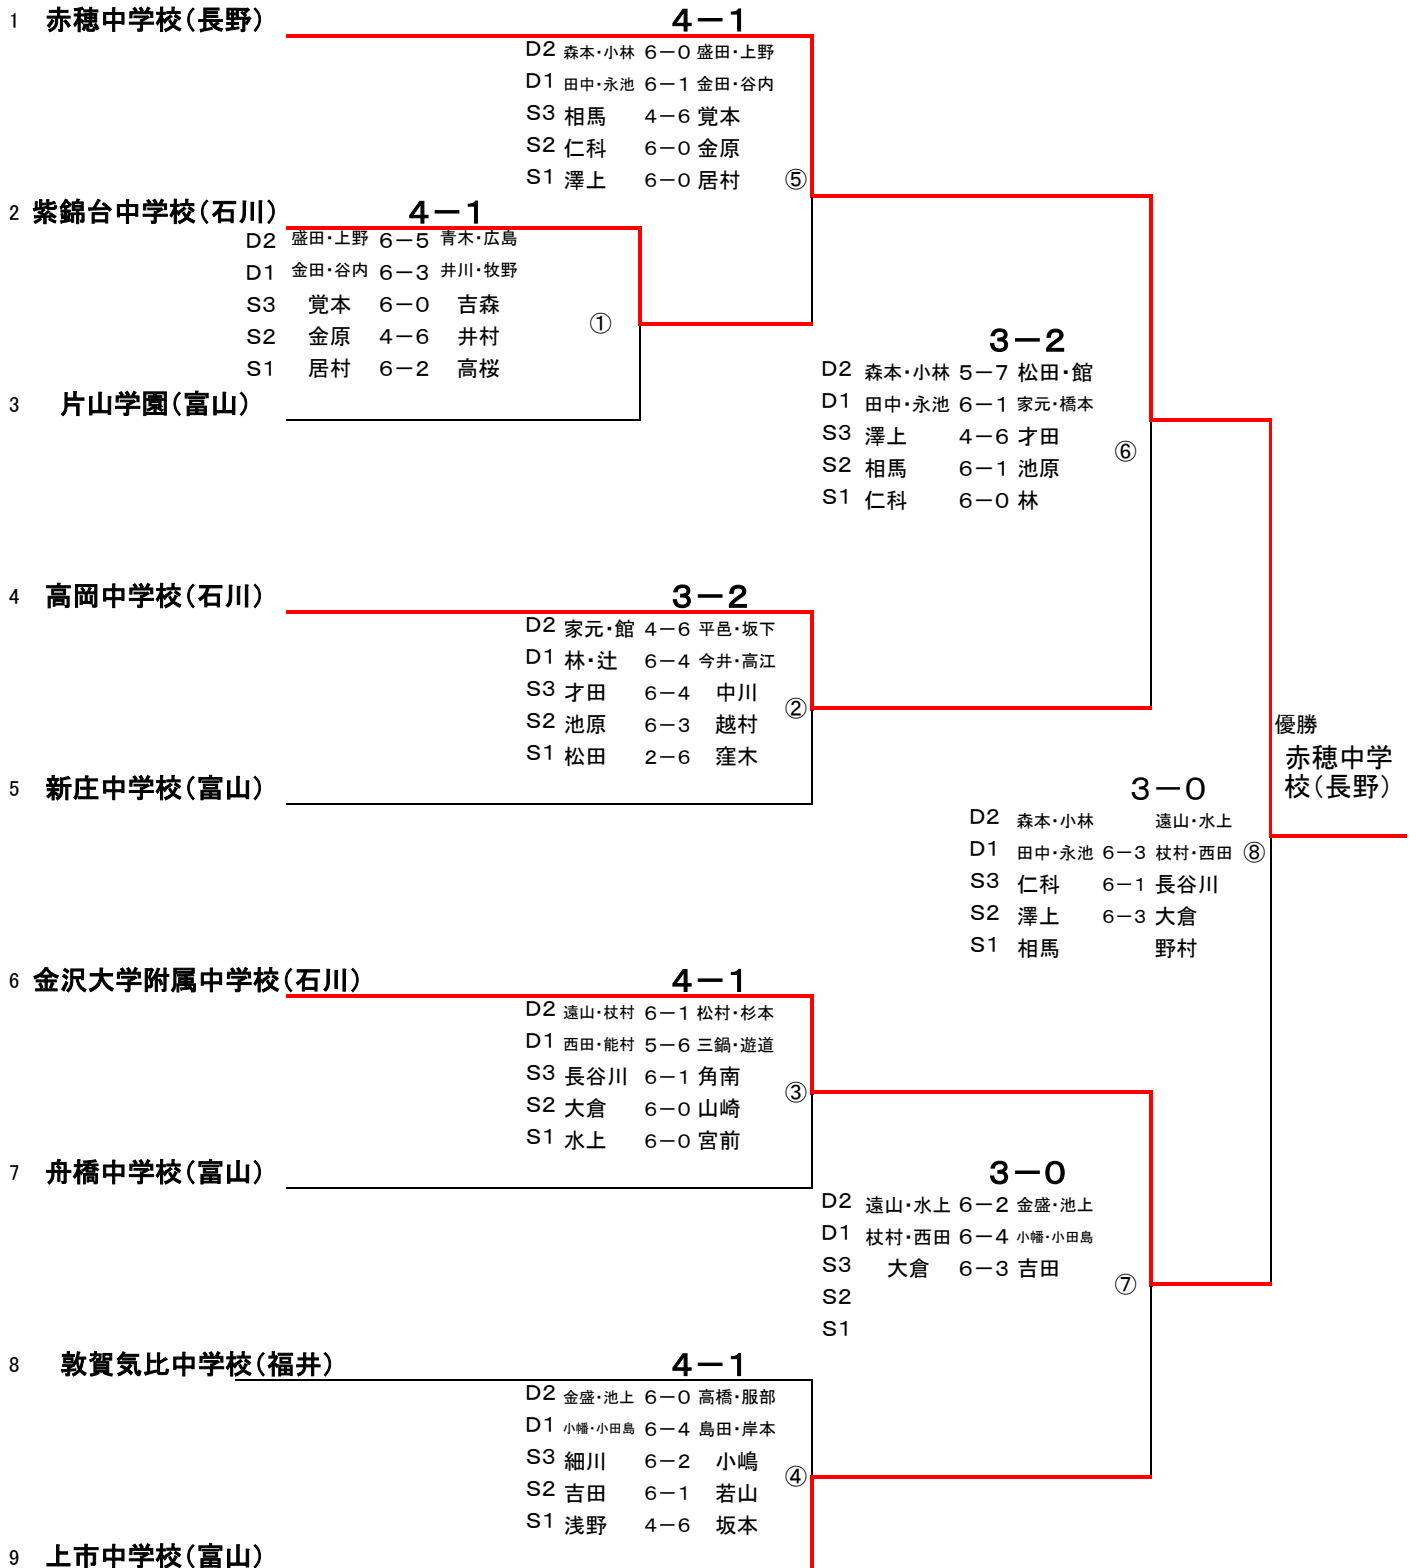 1 赤穂中学校(長野) 4－1
D2 森本・小林 6－0 盛田・上野
D1 田中・永池 6－1 金田・谷内
S3 相馬 4－6 覚本
S2 仁科 6－0 金原
S1 澤上 6－0 居村 ⑤
2 紫錦台中学校(石川) 4－1
D2 盛田・上野 6－5 青木・広島
D1 金田・谷内 6－3 井川・牧野
S3 覚本 6－0 吉森
S2 金原 4－6 井村
S1 居村 6－2 高桜
①
3 片山学園(富山)
3－2
D2 森本・小林 5－7 松田・館
D1 田中・永池 6－1 家元・橋本
S3 澤上 4－6 才田
S2 相馬 6－1 池原
S1 仁科 6－0 林
⑥
4 高岡中学校(石川) 3－2
D2 家元・館 4－6 平邑・坂下
D1 林・辻 6－4 今井・高江
S3 才田 6－4 中川
S2 池原 6－3 越村
S1 松田 2－6 窪木
②
5 新庄中学校(富山)
優勝
赤穂中学
校(長野)
3－0
D2 森本・小林 遠山・水上
D1 田中・永池 6－3 杖村・西田 ⑧
S3 仁科 6－1 長谷川
S2 澤上 6－3 大倉
S1 相馬 野村
6 金沢大学附属中学校(石川) 4－1
D2 遠山・杖村 6－1 松村・杉本
D1 西田・能村 5－6 三鍋・遊道
S3 長谷川 6－1 角南
S2 大倉 6－0 山崎
S1 水上 6－0 宮前
③
7 舟橋中学校(富山)
3－0
D2 遠山・水上 6－2 金盛・池上
D1 杖村・西田 6－4 小幡・小田島
S3 大倉 6－3 吉田
S2
S1
⑦
8 敦賀気比中学校(福井) 4－1
D2 金盛・池上 6－0 高橋・服部
D1 小幡・小田島 6－4 島田・岸本
S3 細川 6－2 小嶋
S2 吉田 6－1 若山
S1 浅野 4－6 坂本
④
9 上市中学校(富山)